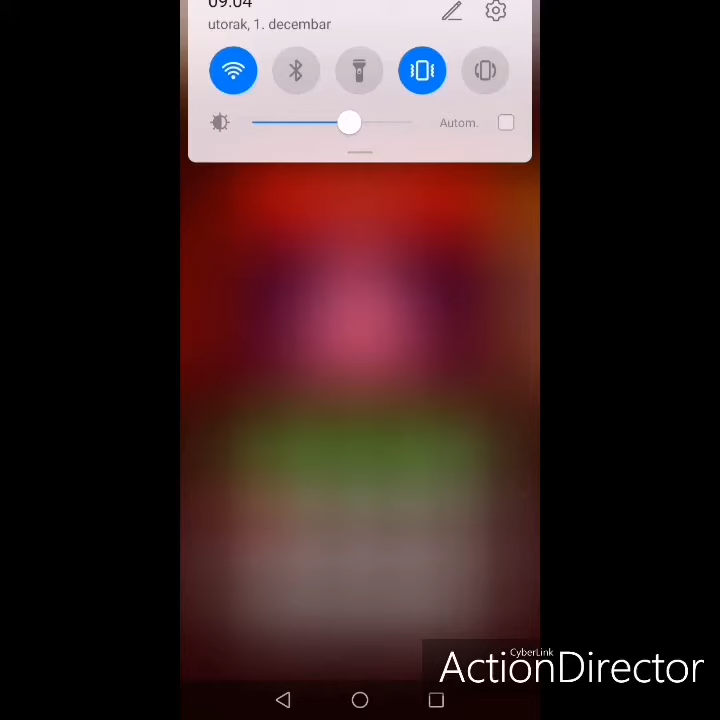 09:04
utorak, 1. decembar
Autom.
CyberLink
ActionDirector